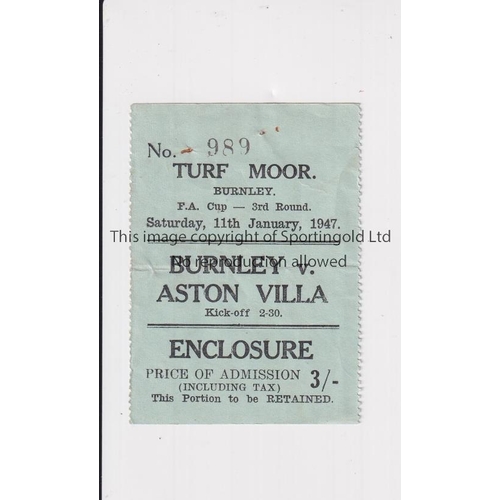 No. 989
TURF MOOR.
BURNLEY.
F.A. Cup — 3rd Round.
Saturday, 11th January, 1947.
This image copyright of Sportingold Ltd
BURNLEY v.
No reproduction allowed
ASTON VILLA
Kick-off 2-30.
ENCLOSURE
PRICE OF ADMISSION 3/-
(INCLUDING TAX)
This Portion to be RETAINED.